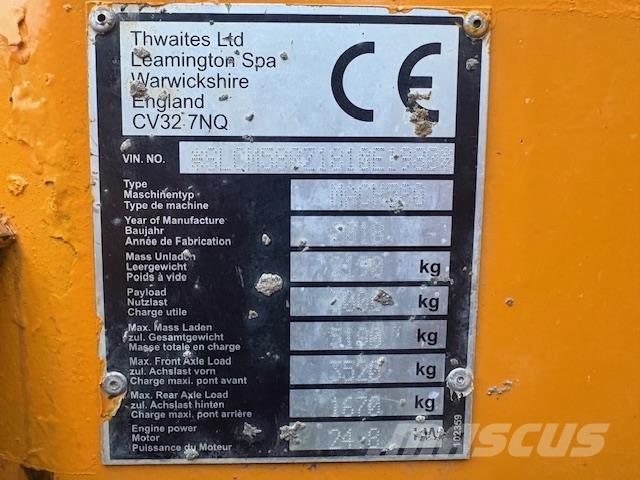 Thwaites Ltd
Leamington Spa
Warwickshire
England
CV32 7NQ
CE
VIN. NO.
Type
Maschinentyp
Type de machine
Year of Manufacture
Baujahr
Année de Fabrication
Mass Unladen
Leergewicht
Poids à vide
kg
Payload
Nutzlast
Charge utile
kg
Max. Mass Laden
zul. Gesamtgewicht
Masse totale en charge
kg
Max. Front Axle Load
zul. Achslast vorn
Charge maxi. pont avant
3520 kg
Max. Rear Axle Load
zul. Achslast hinten
Charge maxi. pont arrière
1670 kg
Engine power
Motor
Puissance du Moteur
24.8 kW
102359
MASCUS